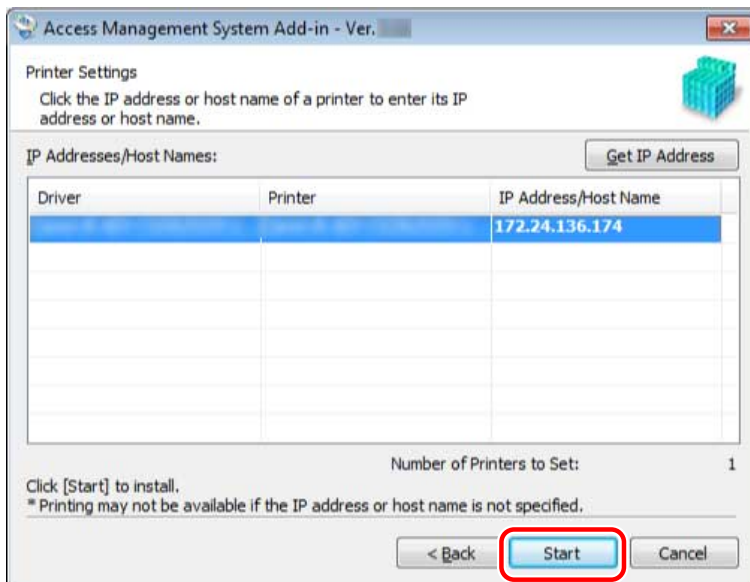 Access Management System Add-in - Ver.
Printer Settings
Click the IP address or host name of a printer to enter its IP
address or host name.
IP Addresses/Host Names:
Get IP Address
Driver Printer IP Address/Host Name
172.24.136.174
Number of Printers to Set: 1
Click [Start] to install.
* Printing may not be available if the IP address or host name is not specified.
< Back Start Cancel